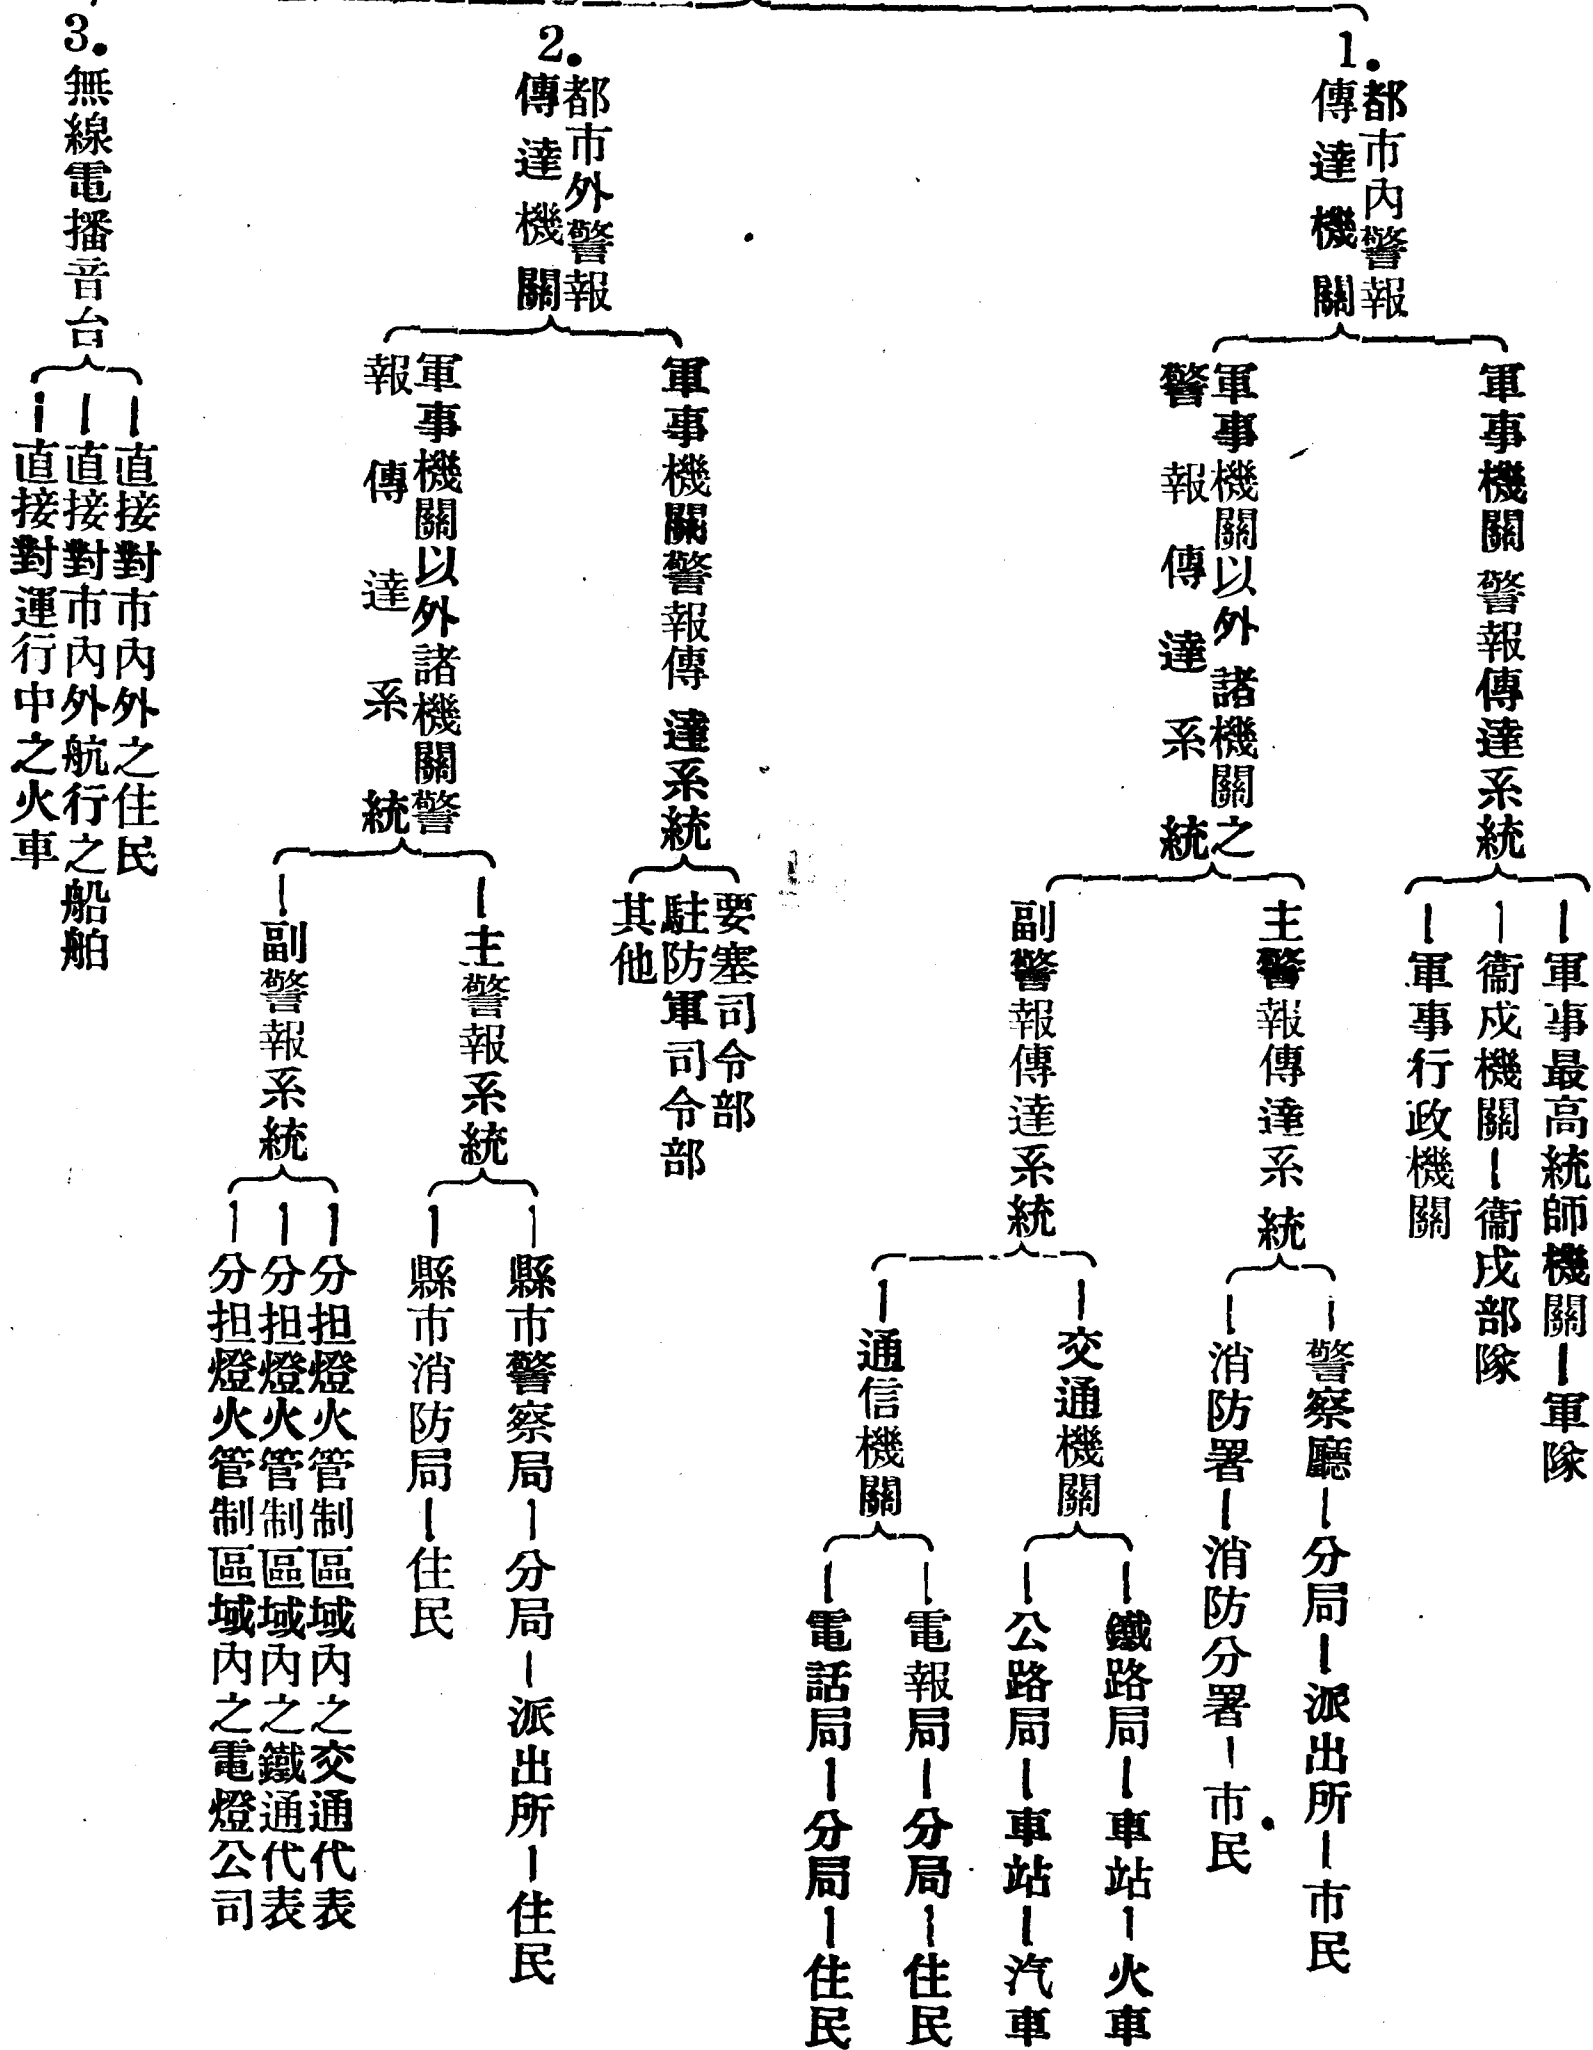 1.都市內警報
傳達機關
軍事機關警報傳達系統
軍事最高統師機關—軍隊
衞戍機關—衞戍部隊
軍事行政機關
軍事機關以外諸機關之
警報傳達系統
主警報傳達系統
警察廳—分局—派出所—市民
消防署—消防分署—市民
副警報傳達系統
交通機關
鐵路局—車站—火車
公路局—車站—汽車
通信機關
電報局—分局—住民
電話局—分局—住民
2.都市外警報
傳達機關
軍事機關警報傳達系統
要塞司令部
駐防軍司令部
其他
軍事機關以外諸機關警
報傳達系統
主警報系統
縣市警察局—分局—派出所—住民
縣市消防局—住民
副警報系統
分担燈火管制區域內之交通代表
分担燈火管制區域內之鐵通代表
分担燈火管制區域內之電燈公司
3.無線電播音台
直接對市內外之住民
直接對市內外航行之船舶
直接對運行中之火車